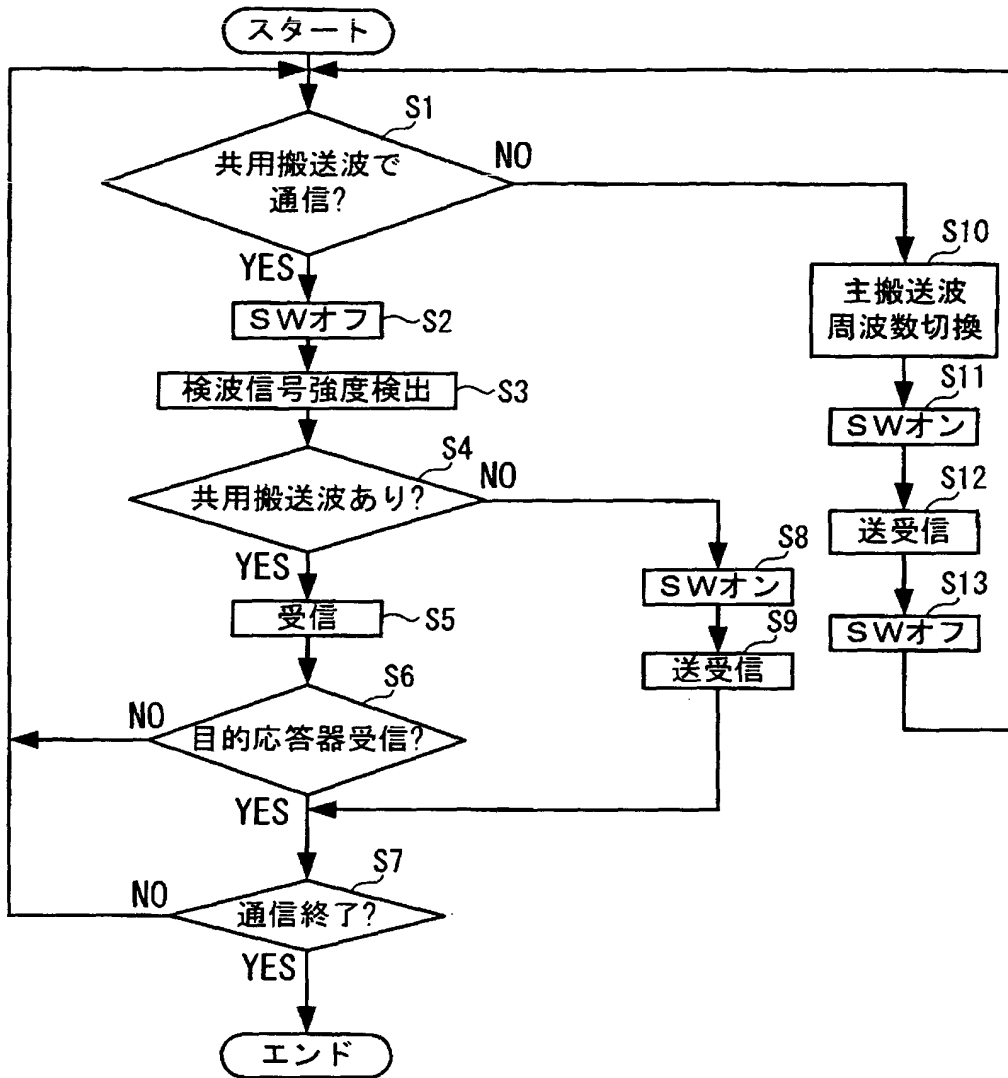 スタート
S1
共用搬送波で
通信?
NO
YES
S10
主搬送波
周波数切換
SWオフ
S2
S11
SWオン
検波信号強度検出
S3
S4
共用搬送波あり?
NO
S12
送受信
YES
S8
SWオン
S13
SWオフ
受信
S5
S9
送受信
S6
目的応答器受信?
NO
YES
S7
通信終了?
NO
YES
エンド